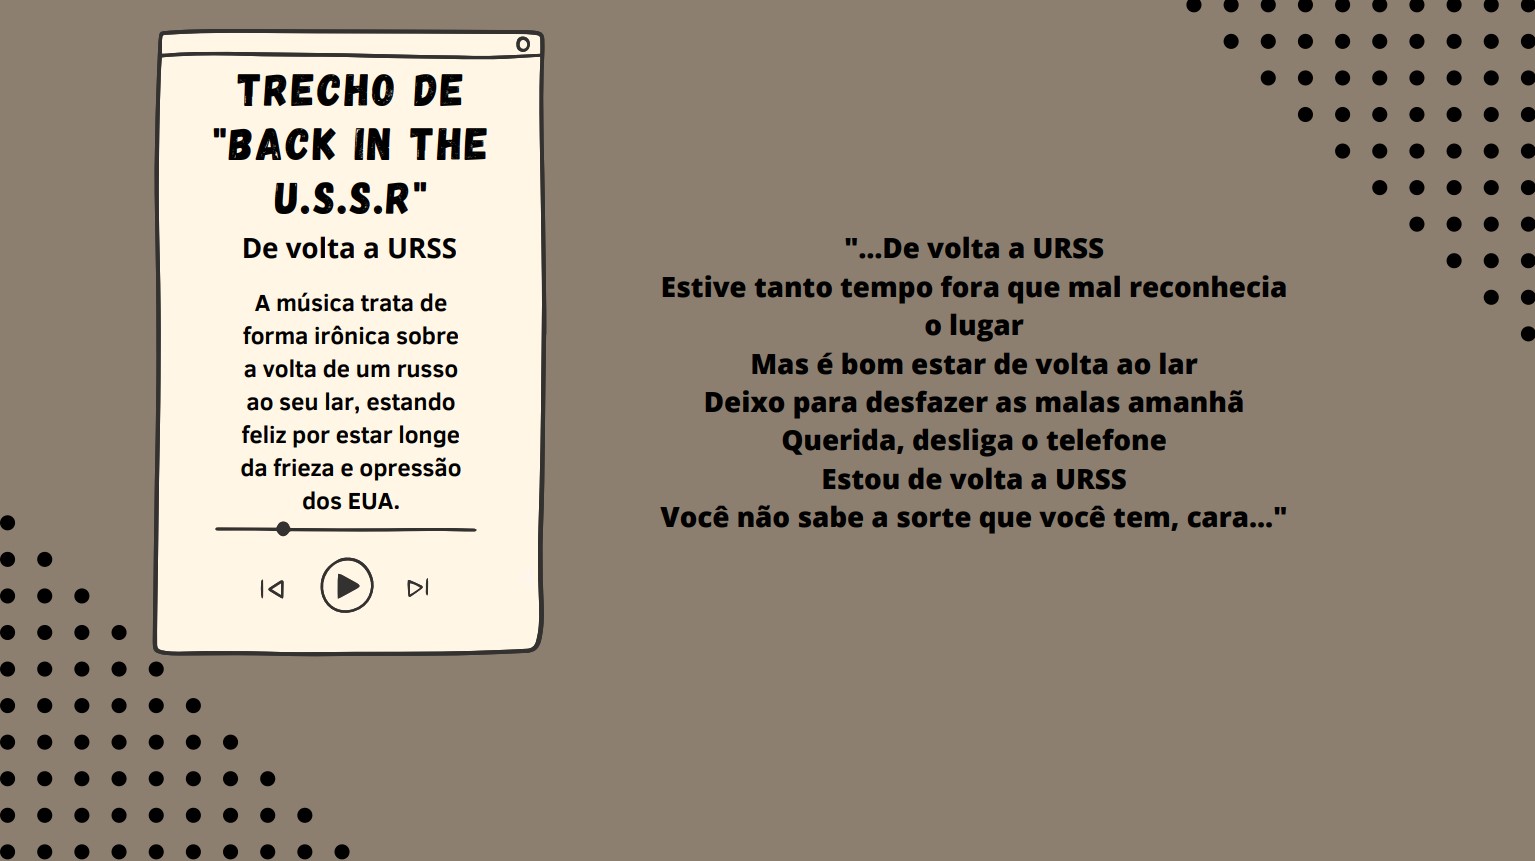 TRECHO DE
"BACK IN THE
U.S.S.R"
De volta a URSS
A música trata de
forma irônica sobre
a volta de um russo
ao seu lar, estando
feliz por estar longe
da frieza e opressão
dos EUA.
"...De volta a URSS
Estive tanto tempo fora que mal reconhecia
o lugar
Mas é bom estar de volta ao lar
Deixo para desfazer as malas amanhã
Querida, desliga o telefone
Estou de volta a URSS
Você não sabe a sorte que você tem, cara..."